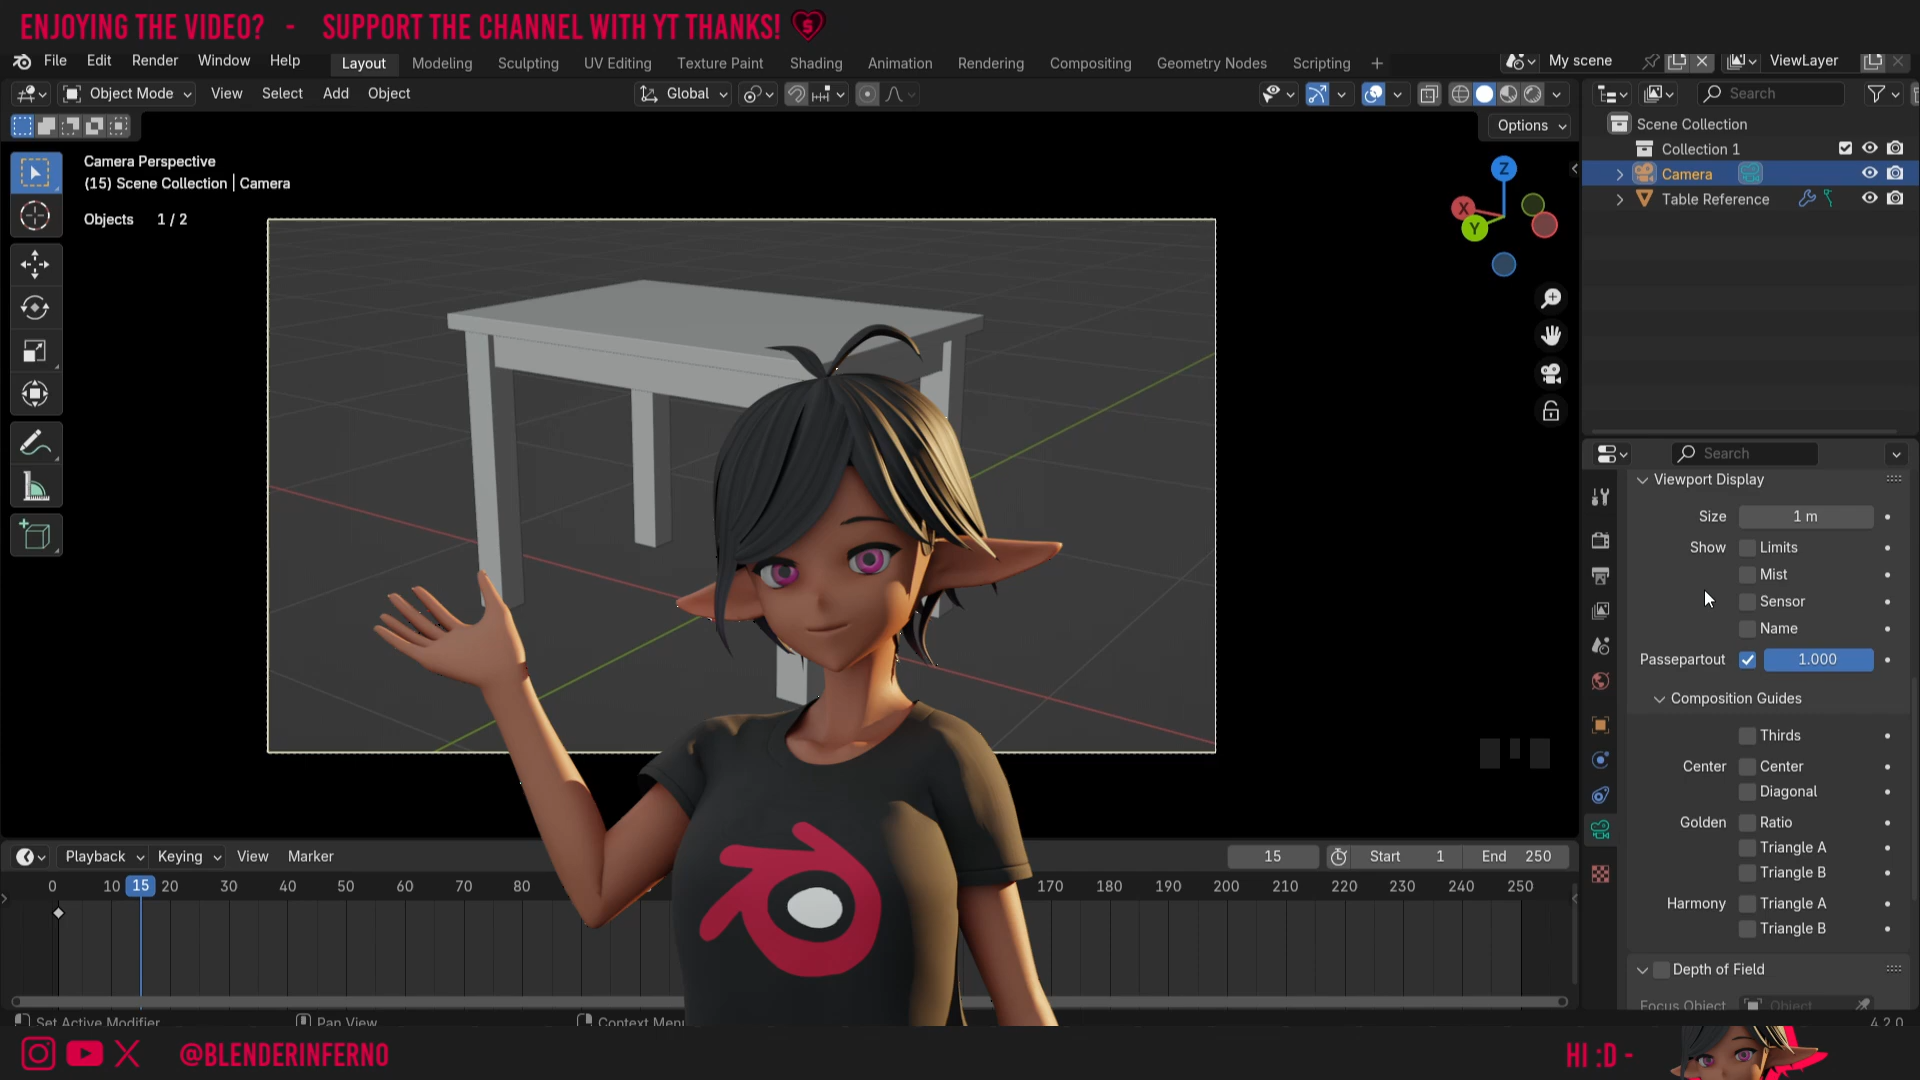 ENJOYING THE VIDEO? - SUPPORT THE CHANNEL WITH YT THANKS!
File Edit Render Window Help Layout Modeling Sculpting UV Editing Texture Paint Shading Animation Rendering Compositing Geometry Nodes Scripting + My scene ViewLayer
Object Mode View Select Add Object Global Search
Options
Camera Perspective
(15) Scene Collection | Camera
Objects 1 / 2
Z
X
Y
Scene Collection
Collection 1
Camera
Table Reference
Search
Viewport Display
Size 1 m
Show Limits
Mist
Sensor
Name
Passepartout 1.000
Composition Guides
Thirds
Center Center
Diagonal
Golden Ratio
Triangle A
Triangle B
Harmony Triangle A
Triangle B
Depth of Field
Focus Object Object
Playback Keying View Marker 15 Start 1 End 250
0 10 15 20 30 40 50 60 70 80 170 180 190 200 210 220 230 240 250
Set Active Modifier Pan View Context Menu 4.2.0
@BLENDERINFERNO HI :D -